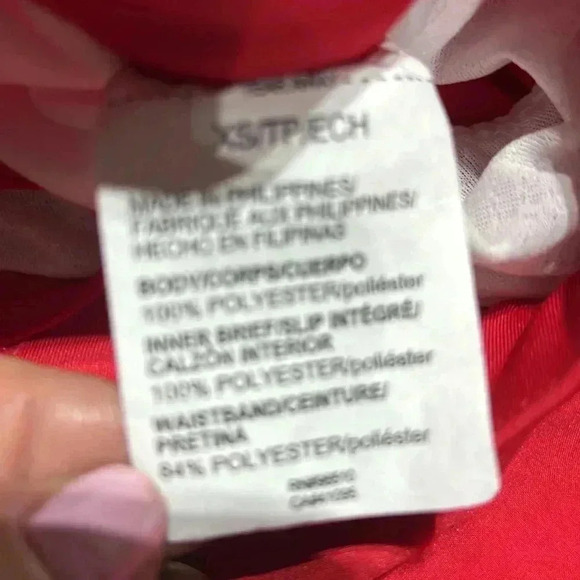 XS/TP/ECH
MADE IN PHILIPPINES/
FABRIQUE AUX PHILIPPINES/
HECHO EN FILIPINAS
BODY/CORPS/CUERPO
100% POLYESTER/poliéster
INNER BRIEF/SLIP INTÉGRÉ/
CALZÓN INTERIOR
100% POLYESTER/poliéster
WAISTBAND/CEINTURE/
PRETINA
84% POLYESTER/poliéster